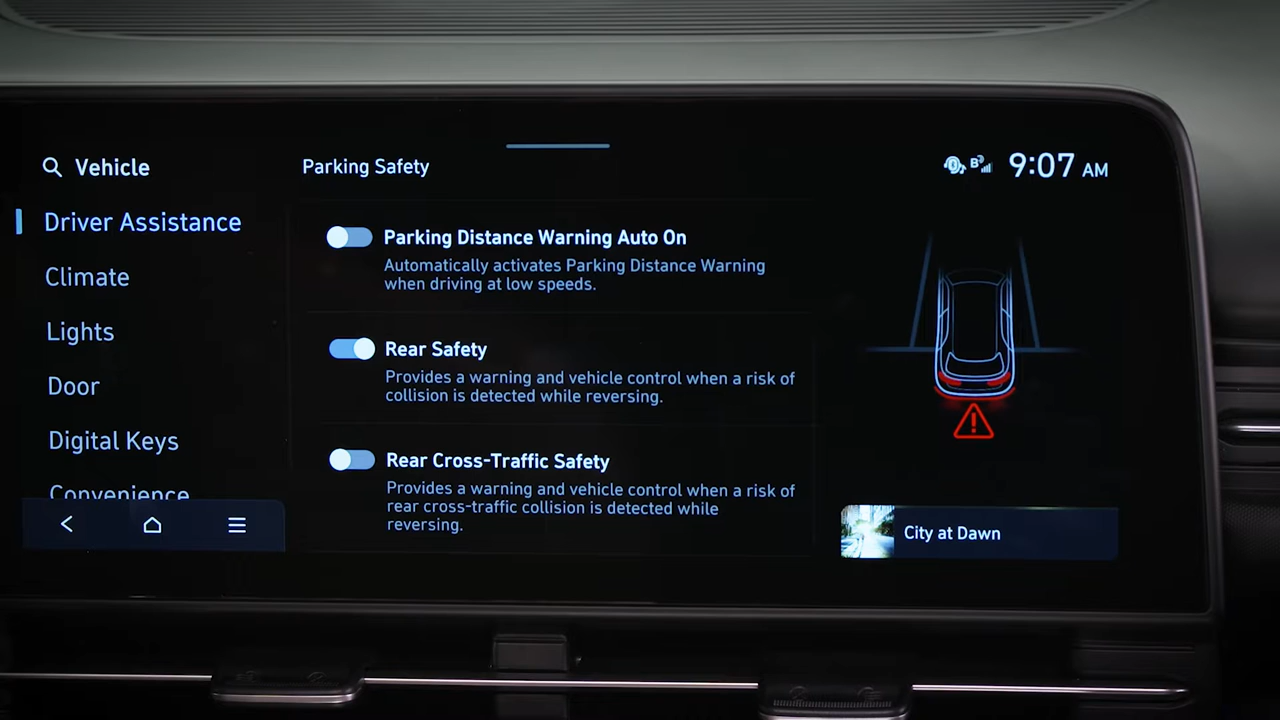 Vehicle
Parking Safety
9:07 AM
Driver Assistance
Climate
Lights
Door
Digital Keys
Convenience
Parking Distance Warning Auto On
Automatically activates Parking Distance Warning
when driving at low speeds.
Rear Safety
Provides a warning and vehicle control when a risk of
collision is detected while reversing.
Rear Cross-Traffic Safety
Provides a warning and vehicle control when a risk of
rear cross-traffic collision is detected while
reversing.
City at Dawn